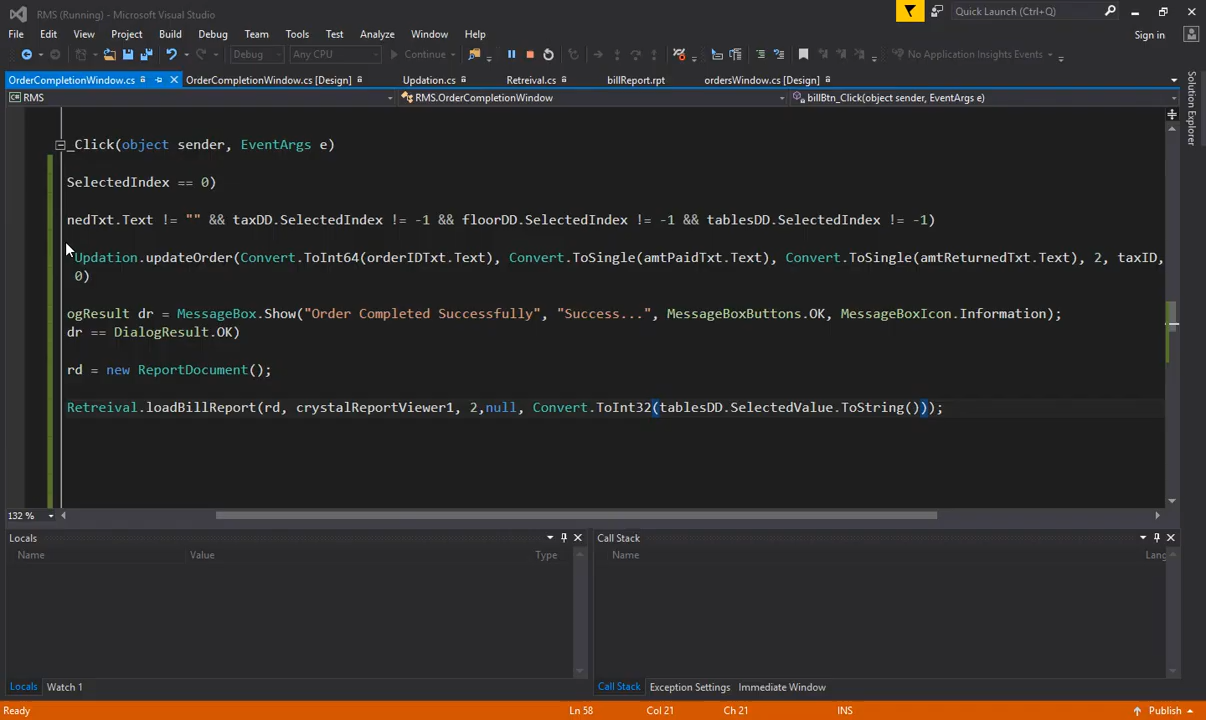 RMS (Running) - Microsoft Visual Studio
Quick Launch (Ctrl+Q)
File Edit View Project Build Debug Team Tools Test Analyze Window Help
Sign in
Debug Any CPU Continue No Application Insights Events
OrderCompletionWindow.cs OrderCompletionWindow.cs [Design] Updation.cs Retreival.cs billReport.rpt ordersWindow.cs [Design]
RMS RMS.OrderCompletionWindow billBtn_Click(object sender, EventArgs e)
Solution Explorer
_Click(object sender, EventArgs e)
SelectedIndex == 0)
nedTxt.Text != "" && taxDD.SelectedIndex != -1 && floorDD.SelectedIndex != -1 && tablesDD.SelectedIndex != -1)
Updation.updateOrder(Convert.ToInt64(orderIDTxt.Text), Convert.ToSingle(amtPaidTxt.Text), Convert.ToSingle(amtReturnedTxt.Text), 2, taxID,
0)
ogResult dr = MessageBox.Show("Order Completed Successfully", "Success...", MessageBoxButtons.OK, MessageBoxIcon.Information);
dr == DialogResult.OK)
rd = new ReportDocument();
Retreival.loadBillReport(rd, crystalReportViewer1, 2,null, Convert.ToInt32(tablesDD.SelectedValue.ToString()));
132 %
Locals
Name Value Type
Call Stack
Name Lang
Locals Watch 1
Call Stack Exception Settings Immediate Window
Ready Ln 58 Col 21 Ch 21 INS Publish